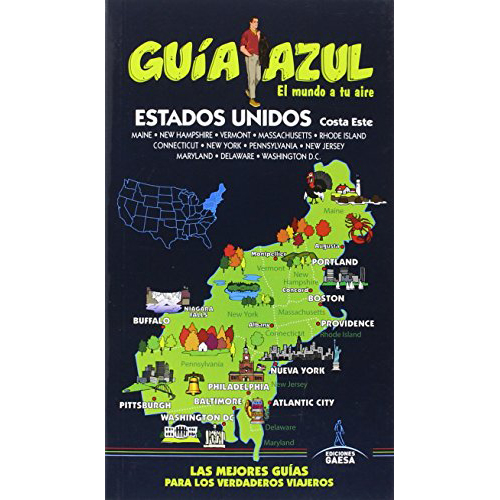 GUÍA AZUL
El mundo a tu aire
ESTADOS UNIDOS Costa Este
MAINE • NEW HAMPSHIRE • VERMONT • MASSACHUSETTS • RHODE ISLAND
CONNECTICUT • NEW YORK • PENNSYLVANIA • NEW JERSEY
MARYLAND • DELAWARE • WASHINGTON D.C.
Maine
Augusta
Montpellier
PORTLAND
Vermont
New
Hampshire
Concord
BOSTON
NIAGARA
FALLS
BUFFALO
New York
Massachusetts
Albany
PROVIDENCE
Connecticut
Rhode Island
Pennsylvania
NUEVA YORK
New Jersey
PHILADELPHIA
PITTSBURGH
BALTIMORE
ATLANTIC CITY
WASHINGTON DC
Delaware
Maryland
EDICIONES
GAESA
LAS MEJORES GUÍAS
PARA LOS VERDADEROS VIAJEROS